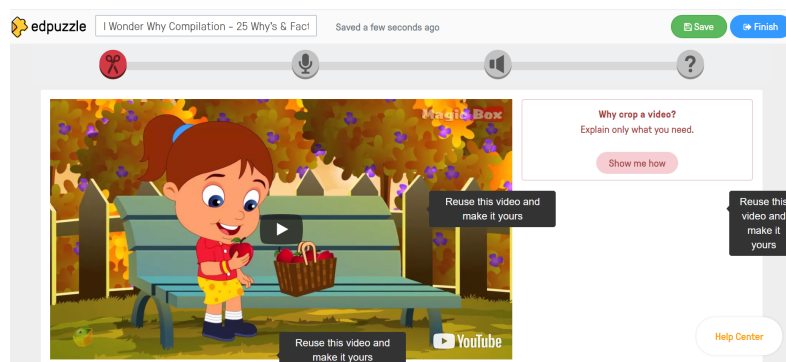 edpuzzle
I Wonder Why Compilation - 25 Why's & Fact
Saved a few seconds ago
Save
Finish
?
Magic Box
Why crop a video?
Explain only what you need.
Show me how
Reuse this video and
make it yours
Reuse this
video and
make it
yours
YouTube
Reuse this video and
make it yours
Help Center